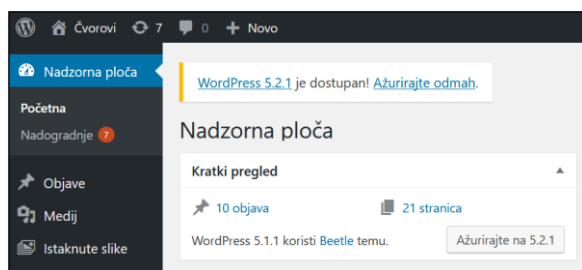 Čvorovi 7 0 + Novo
Nadzorna ploča
Početna
Nadogradnje 7
Objave
Medij
Istaknute slike
WordPress 5.2.1 je dostupan! Ažurirajte odmah.
Nadzorna ploča
Kratki pregled
10 objava 21 stranica
WordPress 5.1.1 koristi Beetle temu. Ažurirajte na 5.2.1